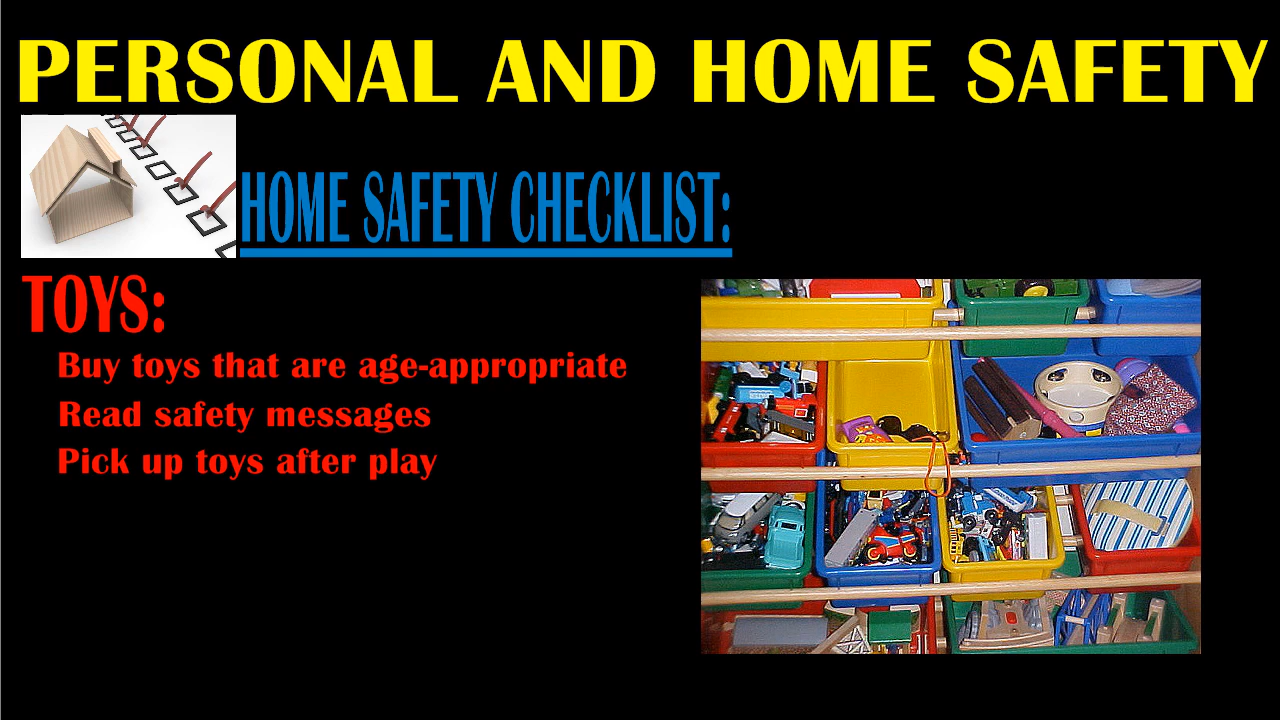 PERSONAL AND HOME SAFETY
HOME SAFETY CHECKLIST:
TOYS:
Buy toys that are age-appropriate
Read safety messages
Pick up toys after play